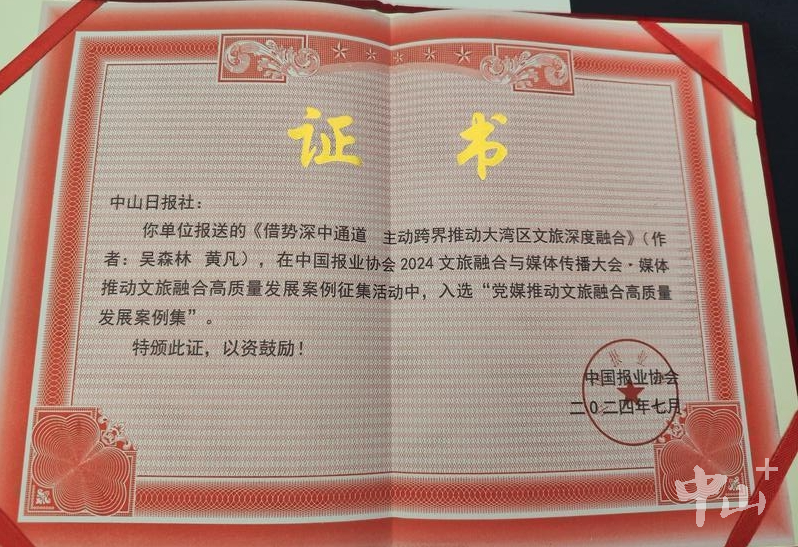 证 书
中山日报社：
你单位报送的《借势深中通道 主动跨界推动大湾区文旅深度融合》（作
者：吴森林 黄凡），在中国报业协会2024文旅融合与媒体传播大会·媒体
推动文旅融合高质量发展案例征集活动中，入选“党媒推动文旅融合高质量
发展案例集”。
特颁此证，以资鼓励！
中国报业协会
二〇二四年七月
中山+